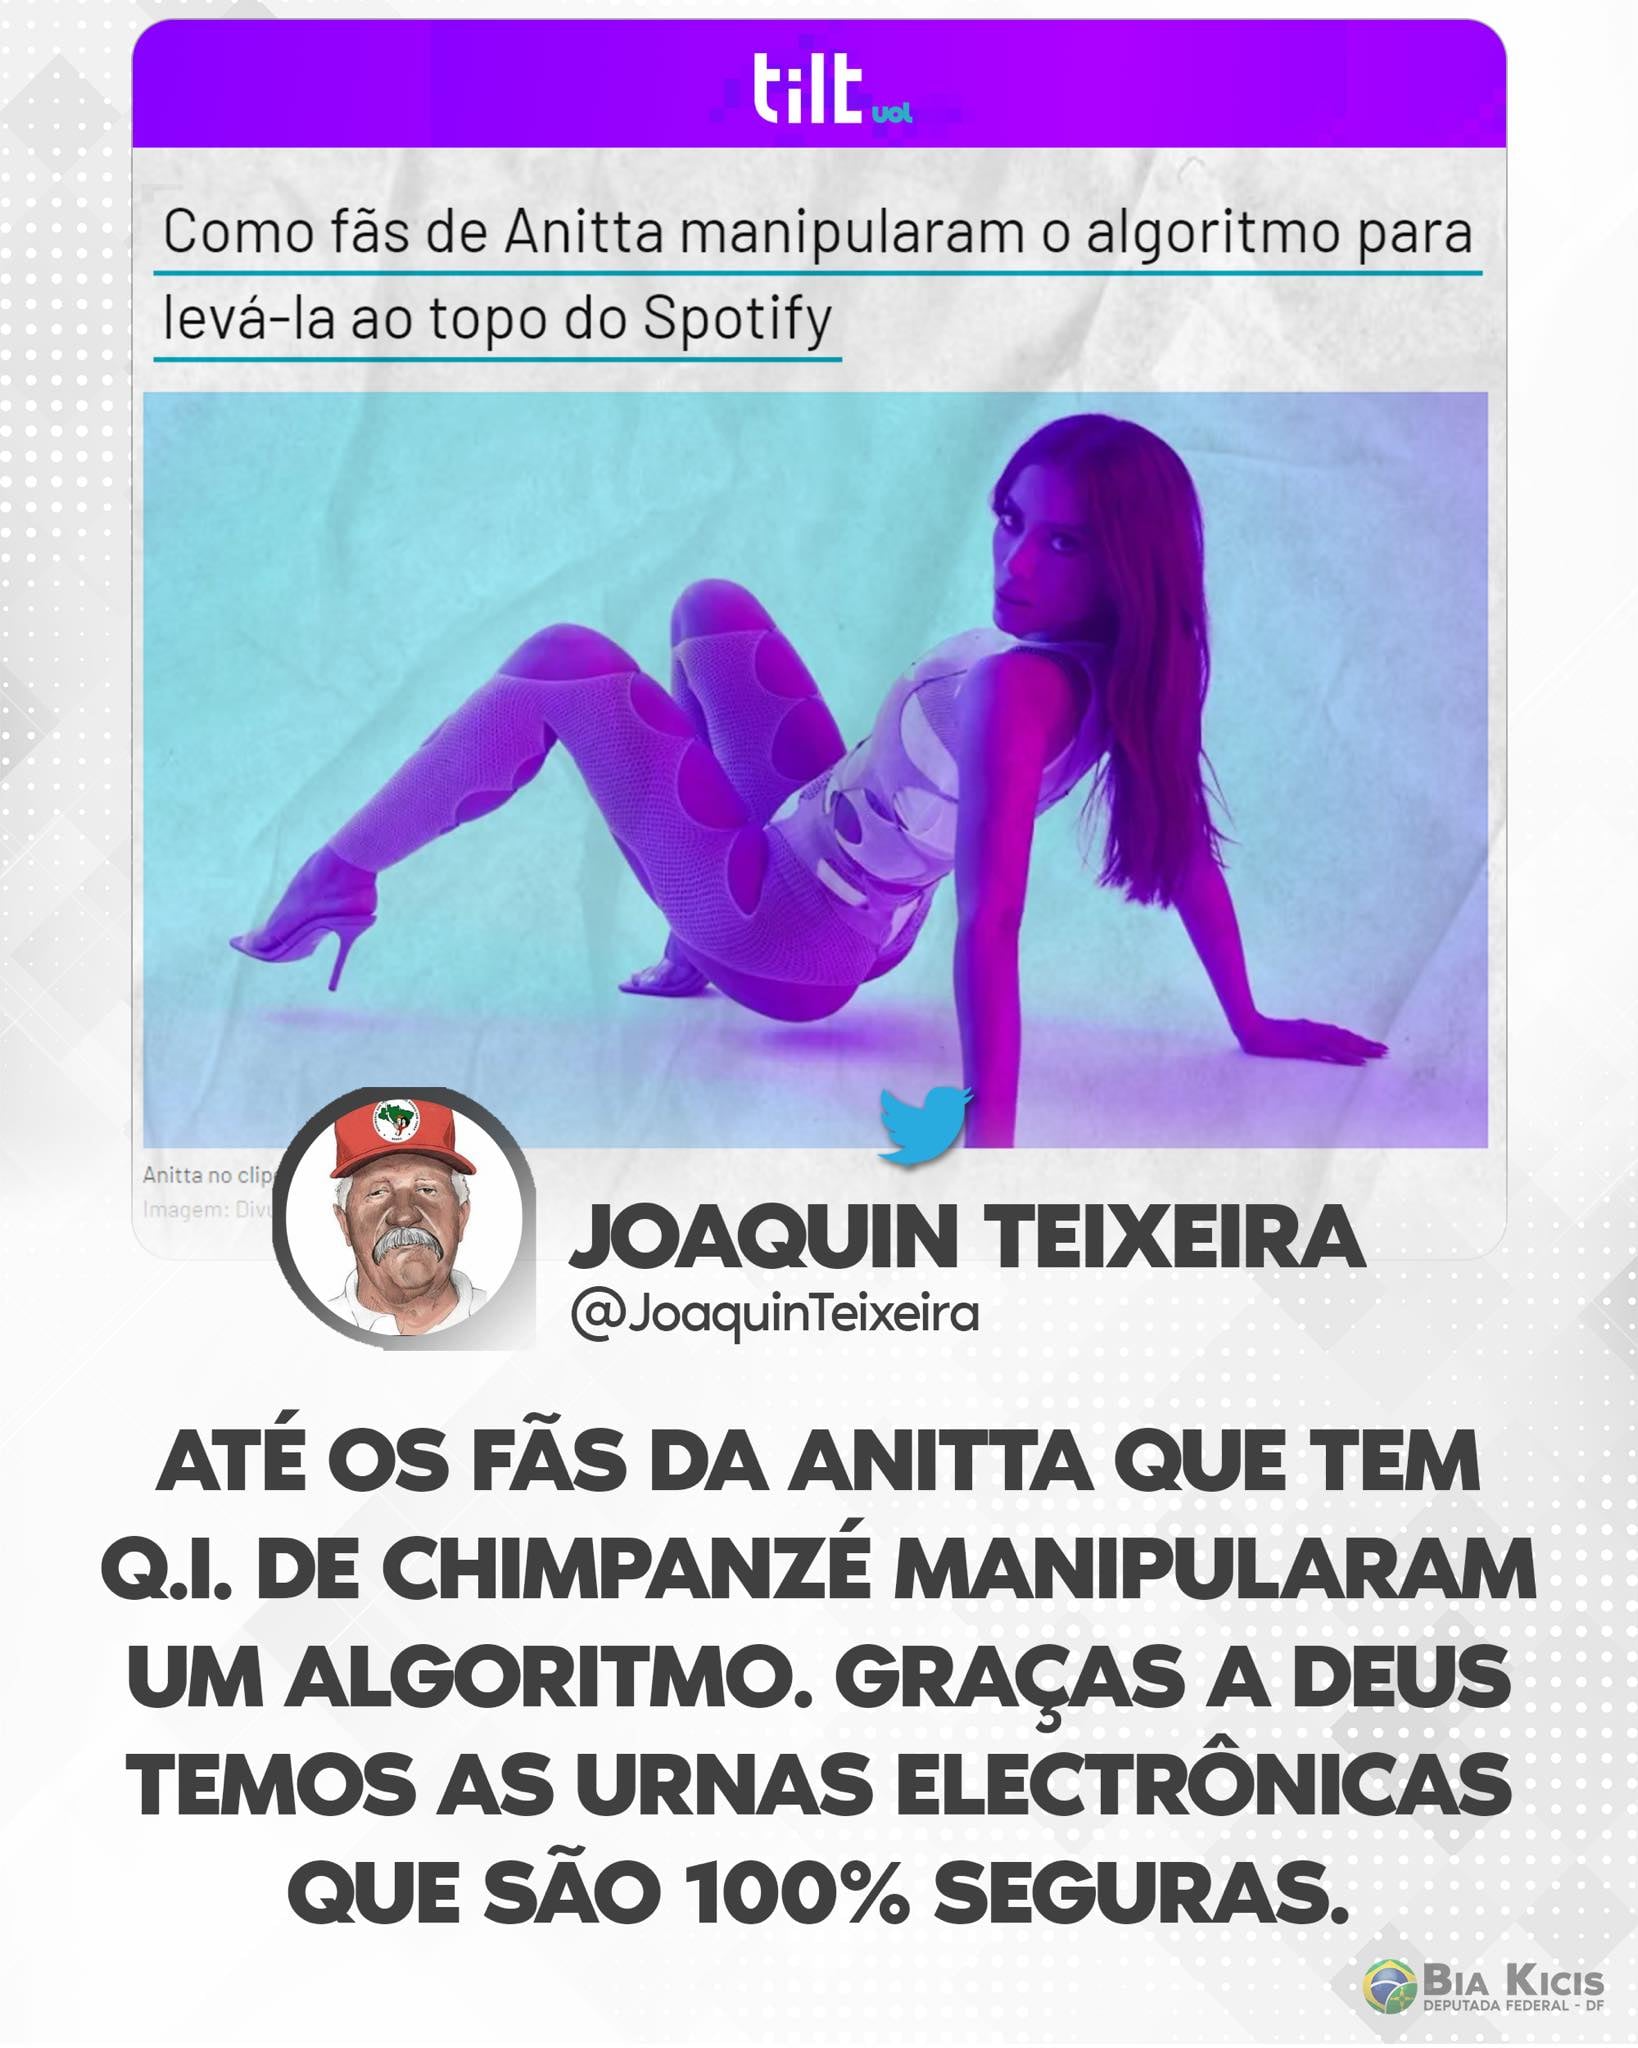 tilt uol
Como fãs de Anitta manipularam o algoritmo para
levá-la ao topo do Spotify
Anitta no clip
Imagem: Div
JOAQUIN TEIXEIRA
@JoaquinTeixeira
ATÉ OS FÃS DA ANITTA QUE TEM
Q.I. DE CHIMPANZÉ MANIPULARAM
UM ALGORITMO. GRAÇAS A DEUS
TEMOS AS URNAS ELECTRÔNICAS
QUE SÃO 100% SEGURAS.
BIA KICIS
DEPUTADA FEDERAL - DF